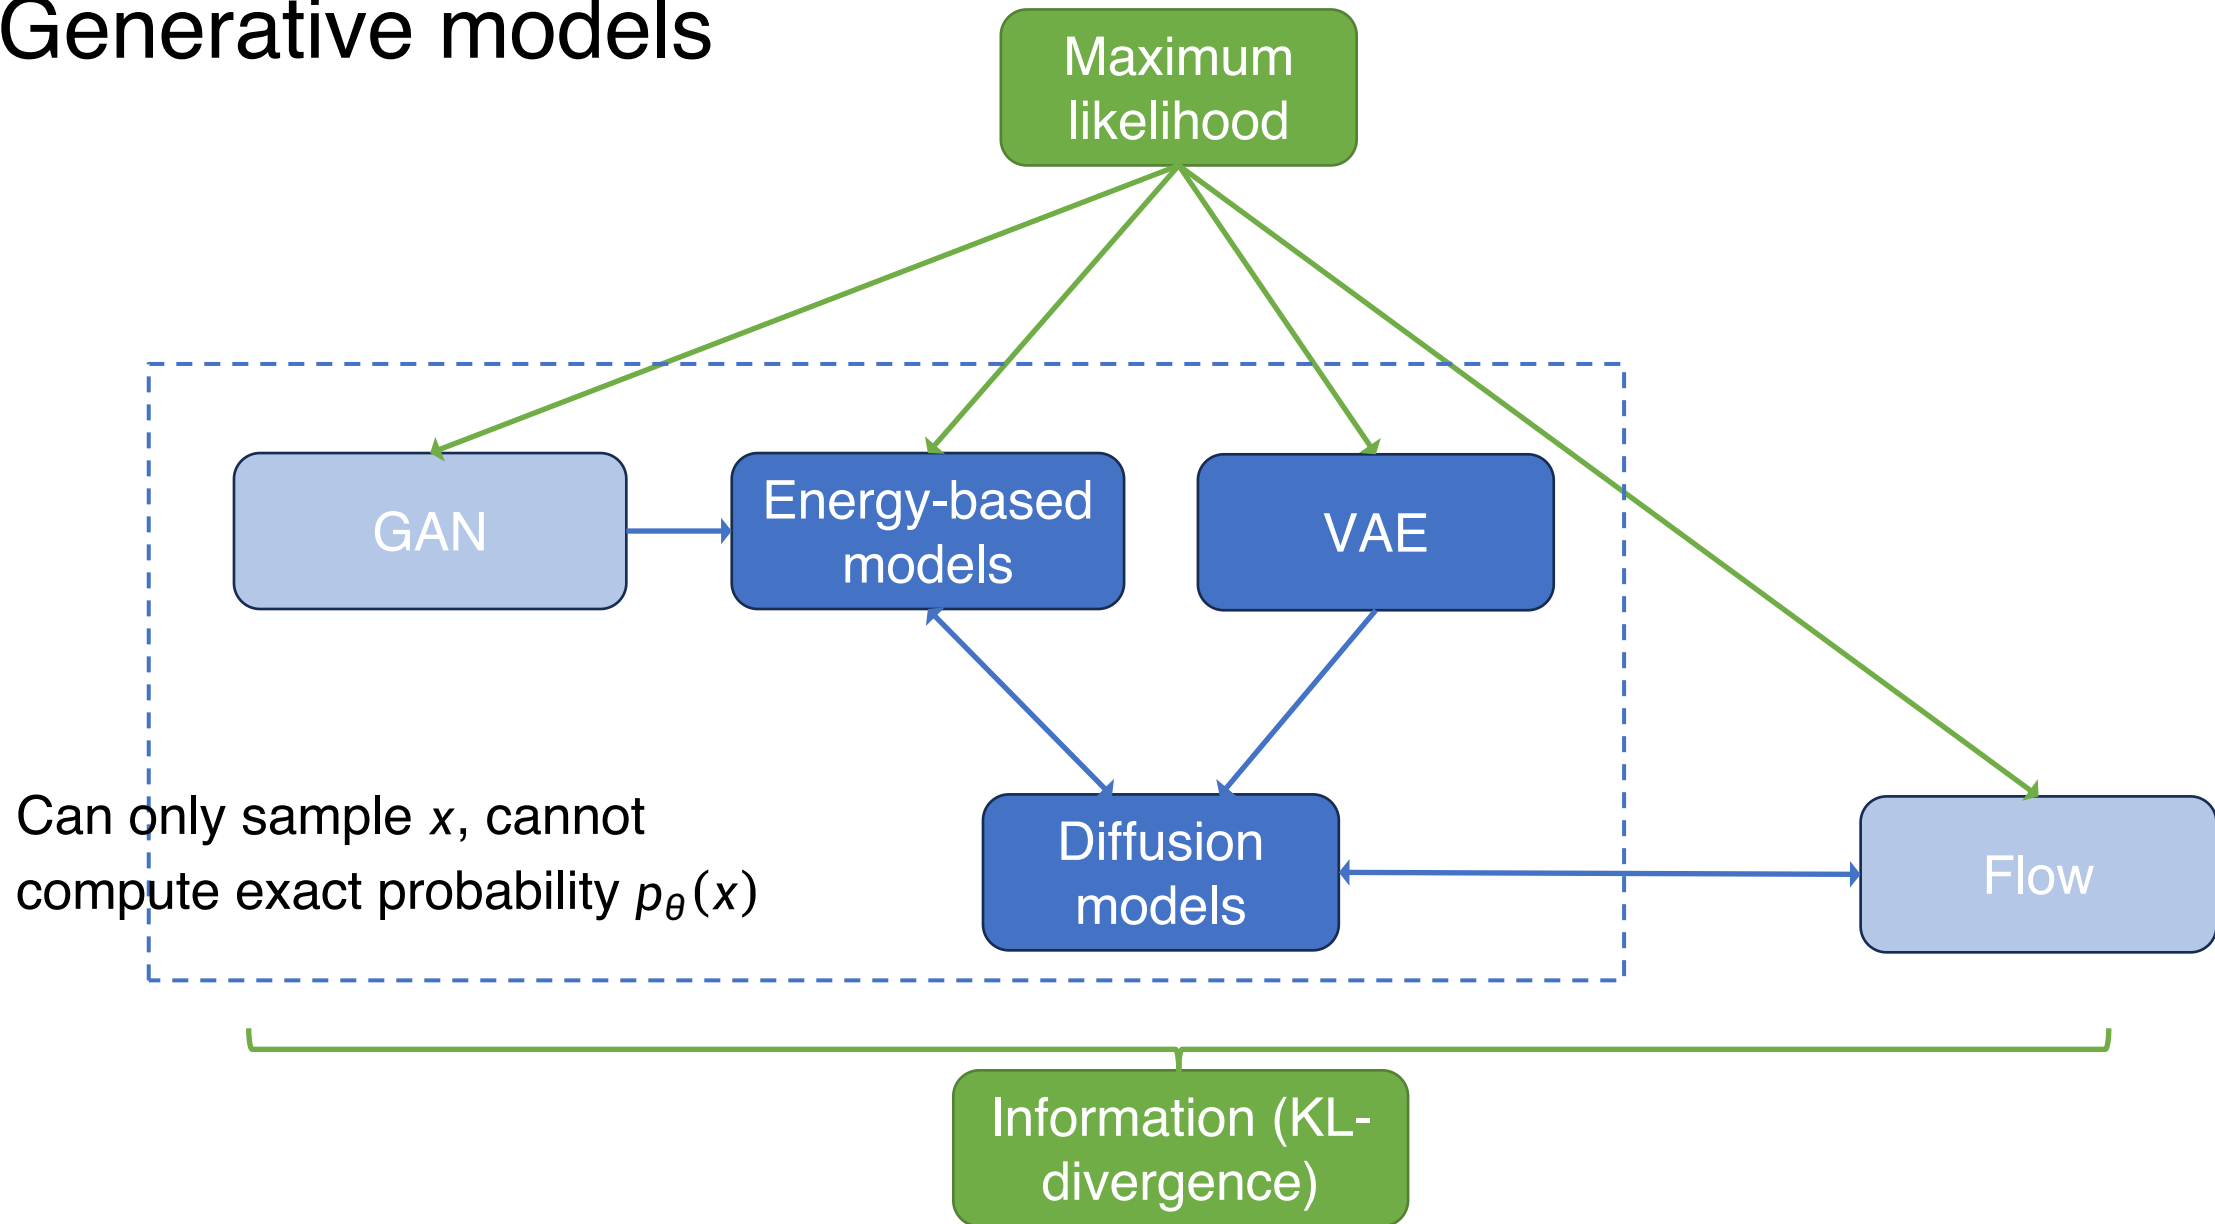 Generative models
Maximum
likelihood
GAN
Energy-based
models
VAE
Can only sample x, cannot
compute exact probability pθ(x)
Diffusion
models
Flow
Information (KL-
divergence)